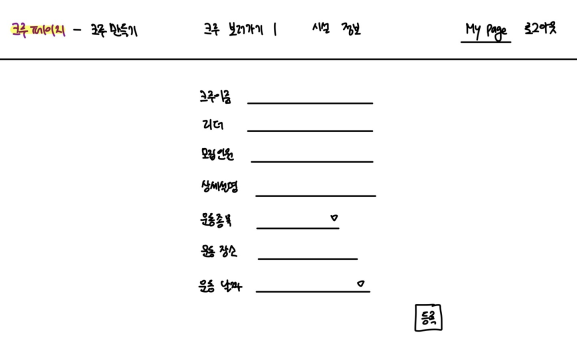 크루 페이지 - 크루 만들기 크루 보러가기 | 시설 정보 My Page 로그아웃
크루이름
리더
모집인원
상세설명
운동종목
운동 장소
운동 날짜
등록